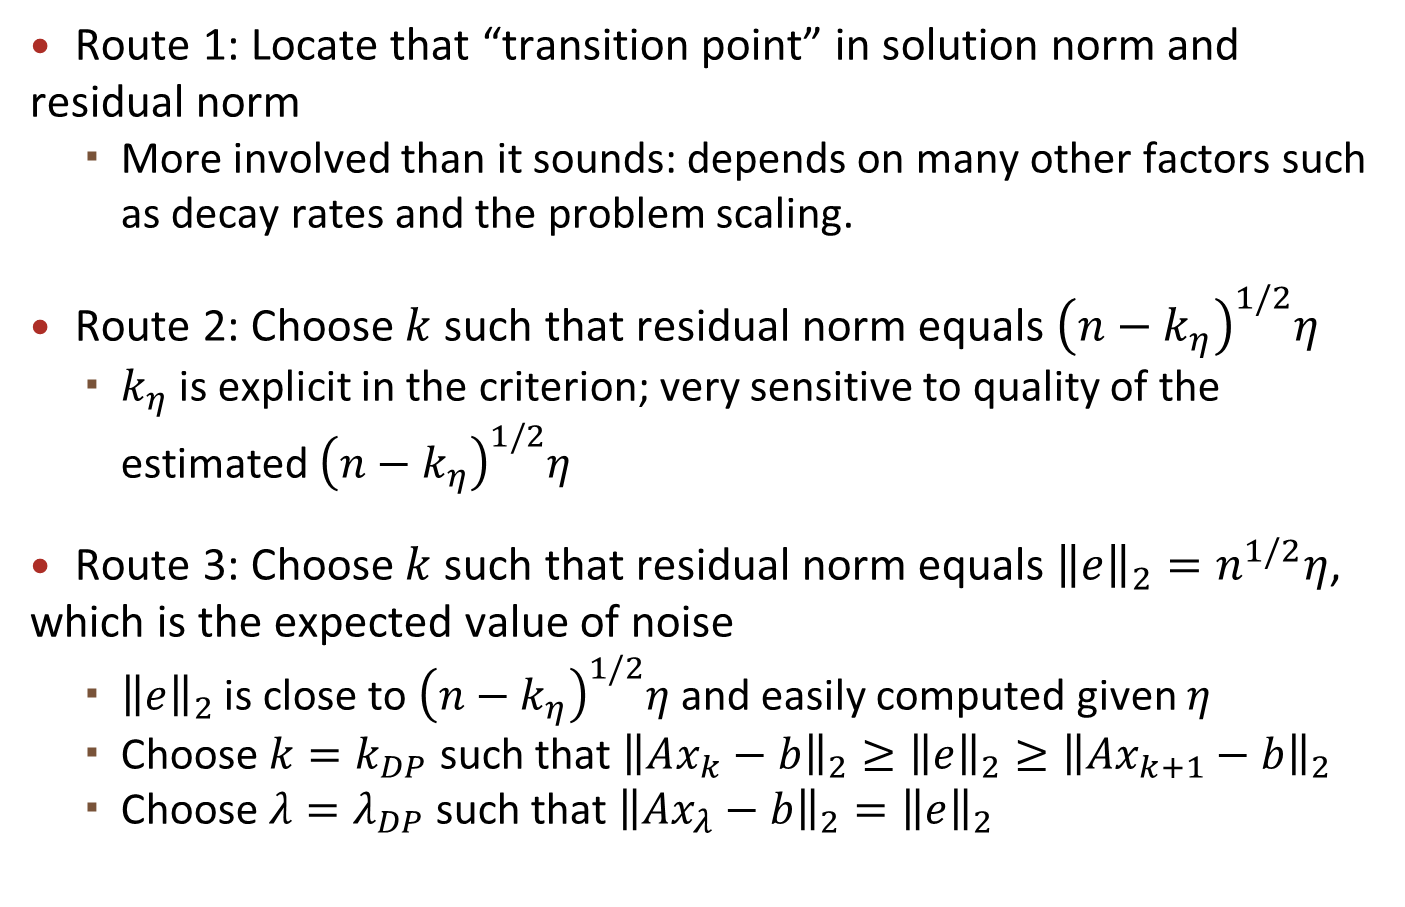 • Route 1: Locate that “transition point” in solution norm and
residual norm
▪ More involved than it sounds: depends on many other factors such
as decay rates and the problem scaling.
• Route 2: Choose k such that residual norm equals (n − k_η)^{1/2} η
▪ k_η is explicit in the criterion; very sensitive to quality of the
estimated (n − k_η)^{1/2} η
• Route 3: Choose k such that residual norm equals ‖e‖₂ = n^{1/2}η,
which is the expected value of noise
▪ ‖e‖₂ is close to (n − k_η)^{1/2} η and easily computed given η
▪ Choose k = k_{DP} such that ‖Ax_k − b‖₂ ≥ ‖e‖₂ ≥ ‖Ax_{k+1} − b‖₂
▪ Choose λ = λ_{DP} such that ‖Ax_λ − b‖₂ = ‖e‖₂